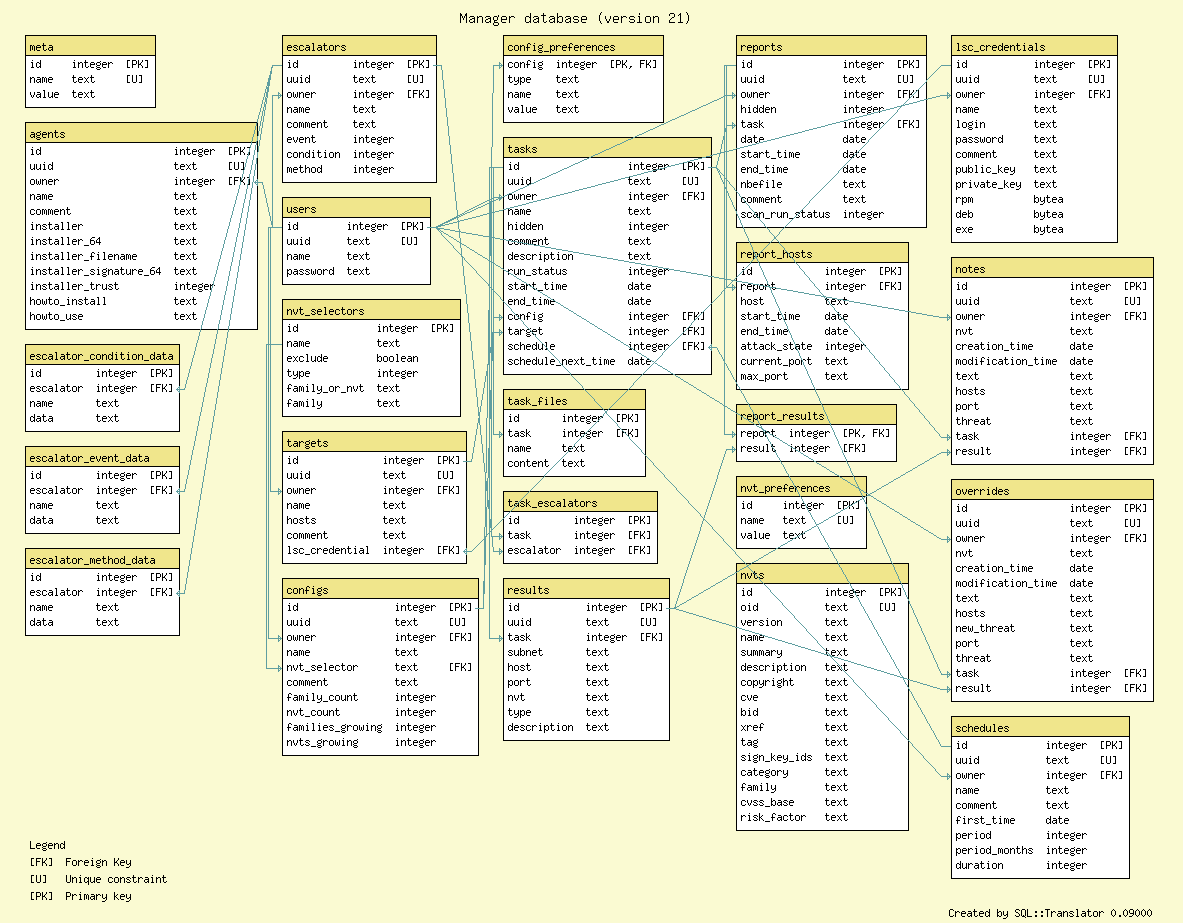 Manager database (version 21)
meta
id integer [PK]
name text [U]
value text
agents
id integer [PK]
uuid text [U]
owner integer [FK]
name text
comment text
installer text
installer_64 text
installer_filename text
installer_signature_64 text
installer_trust integer
howto_install text
howto_use text
escalator_condition_data
id integer [PK]
escalator integer [FK]
name text
data text
escalator_event_data
id integer [PK]
escalator integer [FK]
name text
data text
escalator_method_data
id integer [PK]
escalator integer [FK]
name text
data text
escalators
id integer [PK]
uuid text [U]
owner integer [FK]
name text
comment text
event integer
condition integer
method integer
users
id integer [PK]
uuid text [U]
name text
password text
nvt_selectors
id integer [PK]
name text
exclude boolean
type integer
family_or_nvt text
family text
targets
id integer [PK]
uuid text [U]
owner integer [FK]
name text
hosts text
comment text
lsc_credential integer [FK]
configs
id integer [PK]
uuid text [U]
owner integer [FK]
name text
nvt_selector text [FK]
comment text
family_count integer
nvt_count integer
families_growing integer
nvts_growing integer
config_preferences
config integer [PK, FK]
type text
name text
value text
tasks
id integer [PK]
uuid text [U]
owner integer [FK]
name text
hidden integer
comment text
description text
run_status integer
start_time date
end_time date
config integer [FK]
target integer [FK]
schedule integer [FK]
schedule_next_time date
task_files
id integer [PK]
task integer [FK]
name text
content text
task_escalators
id integer [PK]
task integer [FK]
escalator integer [FK]
results
id integer [PK]
uuid text [U]
task integer [FK]
subnet text
host text
port text
nvt text
type text
description text
reports
id integer [PK]
uuid text [U]
owner integer [FK]
hidden integer
task integer [FK]
date date
start_time date
end_time date
nbefile text
comment text
scan_run_status integer
report_hosts
id integer [PK]
report integer [FK]
host text
start_time date
end_time date
attack_state integer
current_port text
max_port text
report_results
report integer [PK, FK]
result integer [FK]
nvt_preferences
id integer [PK]
name text [U]
value text
nvts
id integer [PK]
oid text [U]
version text
name text
summary text
description text
copyright text
cve text
bid text
xref text
tag text
sign_key_ids text
category text
family text
cvss_base text
risk_factor text
lsc_credentials
id integer [PK]
uuid text [U]
owner integer [FK]
name text
login text
password text
comment text
public_key text
private_key text
rpm bytea
deb bytea
exe bytea
notes
id integer [PK]
uuid text [U]
owner integer [FK]
nvt text
creation_time date
modification_time date
text text
hosts text
port text
threat text
task integer [FK]
result integer [FK]
overrides
id integer [PK]
uuid text [U]
owner integer [FK]
nvt text
creation_time date
modification_time date
text text
hosts text
new_threat text
port text
threat text
task integer [FK]
result integer [FK]
schedules
id integer [PK]
uuid text [U]
owner integer [FK]
name text
comment text
first_time date
period integer
period_months integer
duration integer
Legend
[FK] Foreign Key
[U] Unique constraint
[PK] Primary key
Created by SQL::Translator 0.09000